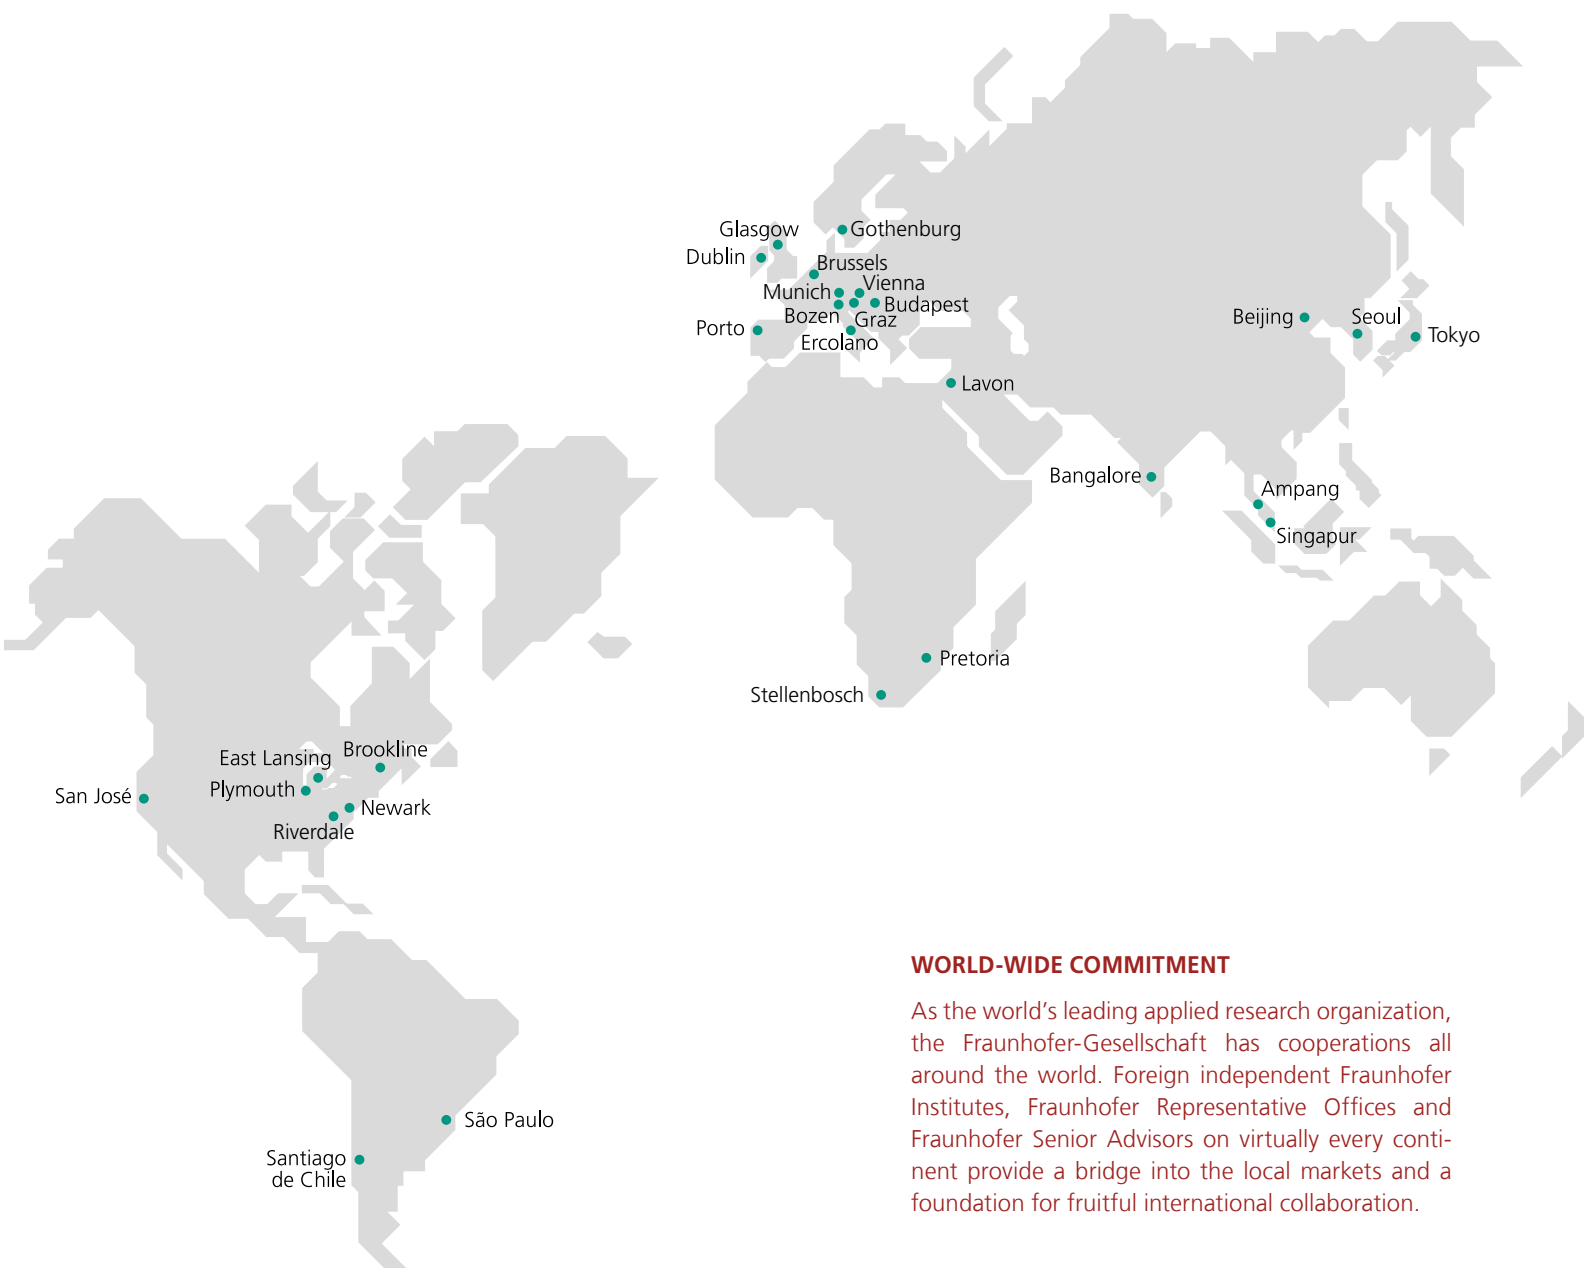 Glasgow
Gothenburg
Dublin
Brussels
Munich
Vienna
Bozen
Graz
Budapest
Porto
Ercolano
Beijing
Seoul
Tokyo
Lavon
Bangalore
Ampang
Singapur
Pretoria
Stellenbosch
East Lansing
Brookline
San José
Plymouth
Newark
Riverdale
São Paulo
Santiago
de Chile
WORLD-WIDE COMMITMENT
As the world's leading applied research organization,
the Fraunhofer-Gesellschaft has cooperations all
around the world. Foreign independent Fraunhofer
Institutes, Fraunhofer Representative Offices and
Fraunhofer Senior Advisors on virtually every conti-
nent provide a bridge into the local markets and a
foundation for fruitful international collaboration.